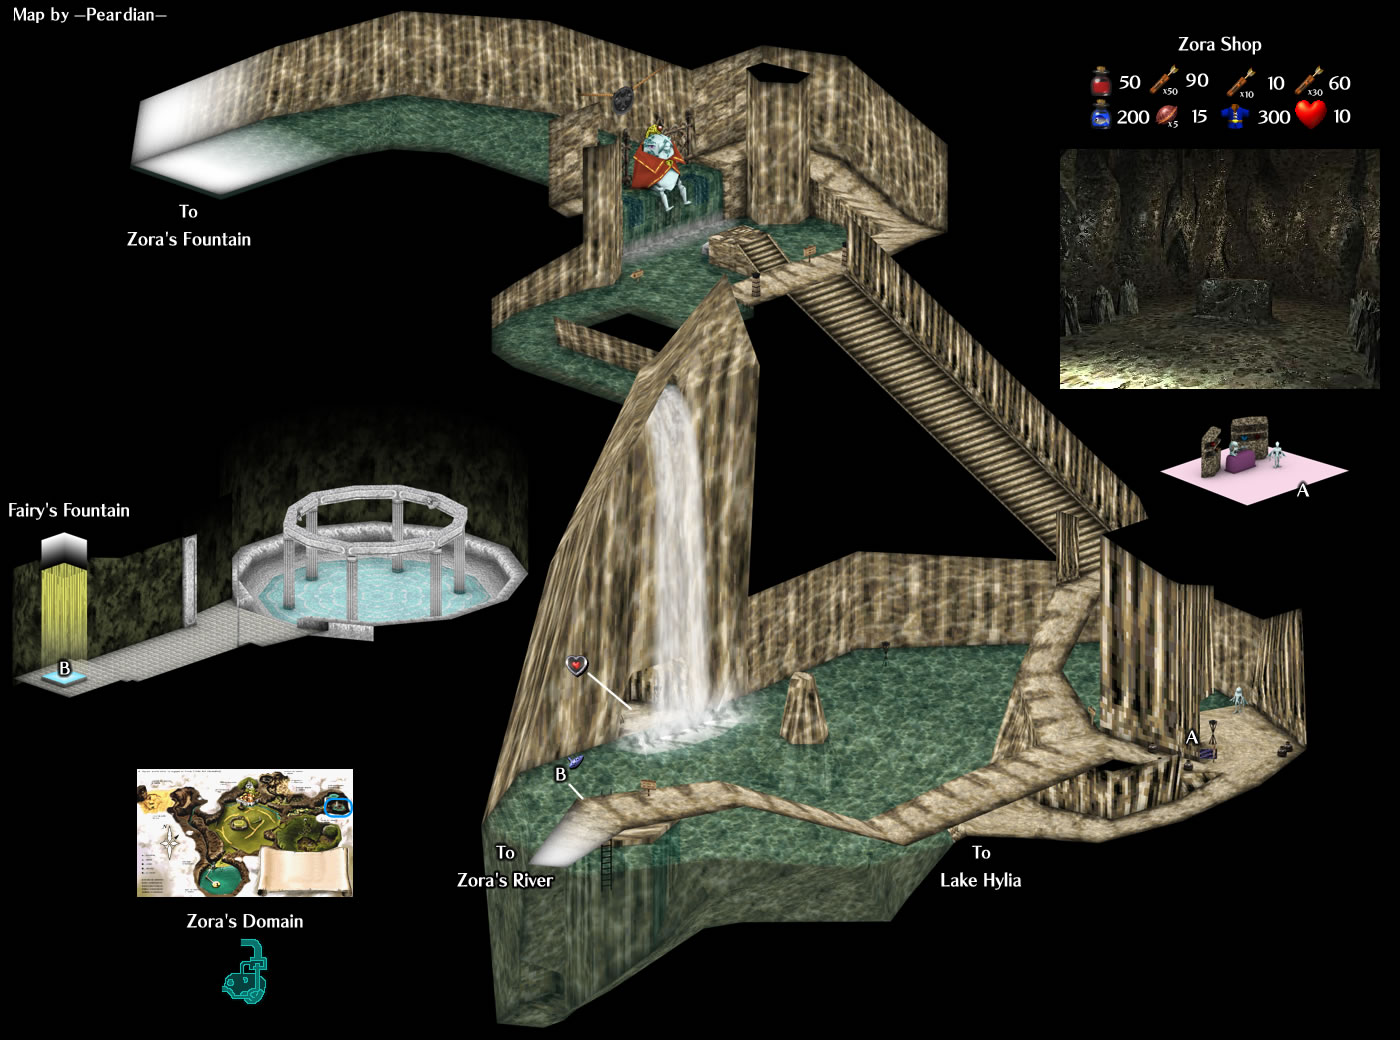 Map by —Peardian—
Zora Shop
50 x50 90 x10 10 x30 60
200 x5 15 300 10
To
Zora's Fountain
A
Fairy's Fountain
B
A
B
To
Zora's River
To
Lake Hylia
Zora's Domain